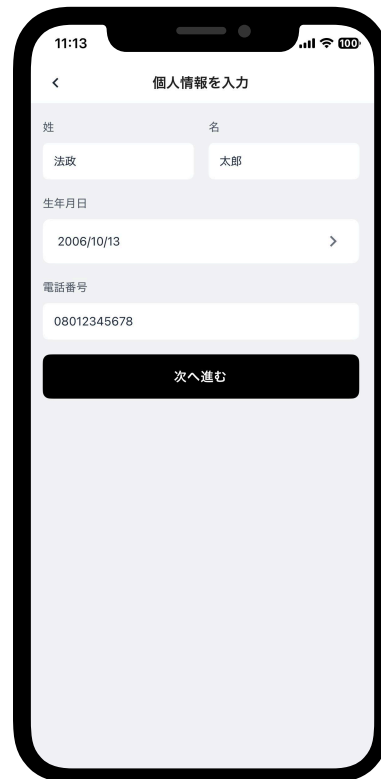 11:13
100
個人情報を入力
姓 名
法政 太郎
生年月日
2006/10/13
電話番号
08012345678
次へ進む